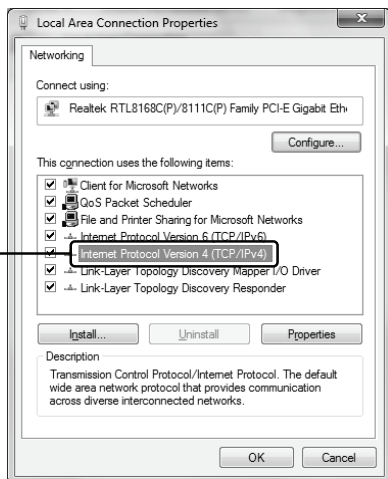 Local Area Connection Properties
x
Networking
Connect using:
Realtek RTL8168C(P)/8111C(P) Family PCI-E Gigabit Eth
Configure...
This connection uses the following items:
Client for Microsoft Networks
QoS Packet Scheduler
File and Printer Sharing for Microsoft Networks
Internet Protocol Version 6 (TCP/IPv6)
Internet Protocol Version 4 (TCP/IPv4)
Link-Layer Topology Discovery Mapper I/O Driver
Link-Layer Topology Discovery Responder
Install...
Uninstall
Properties
Description
Transmission Control Protocol/Internet Protocol. The default
wide area network protocol that provides communication
across diverse interconnected networks.
OK
Cancel